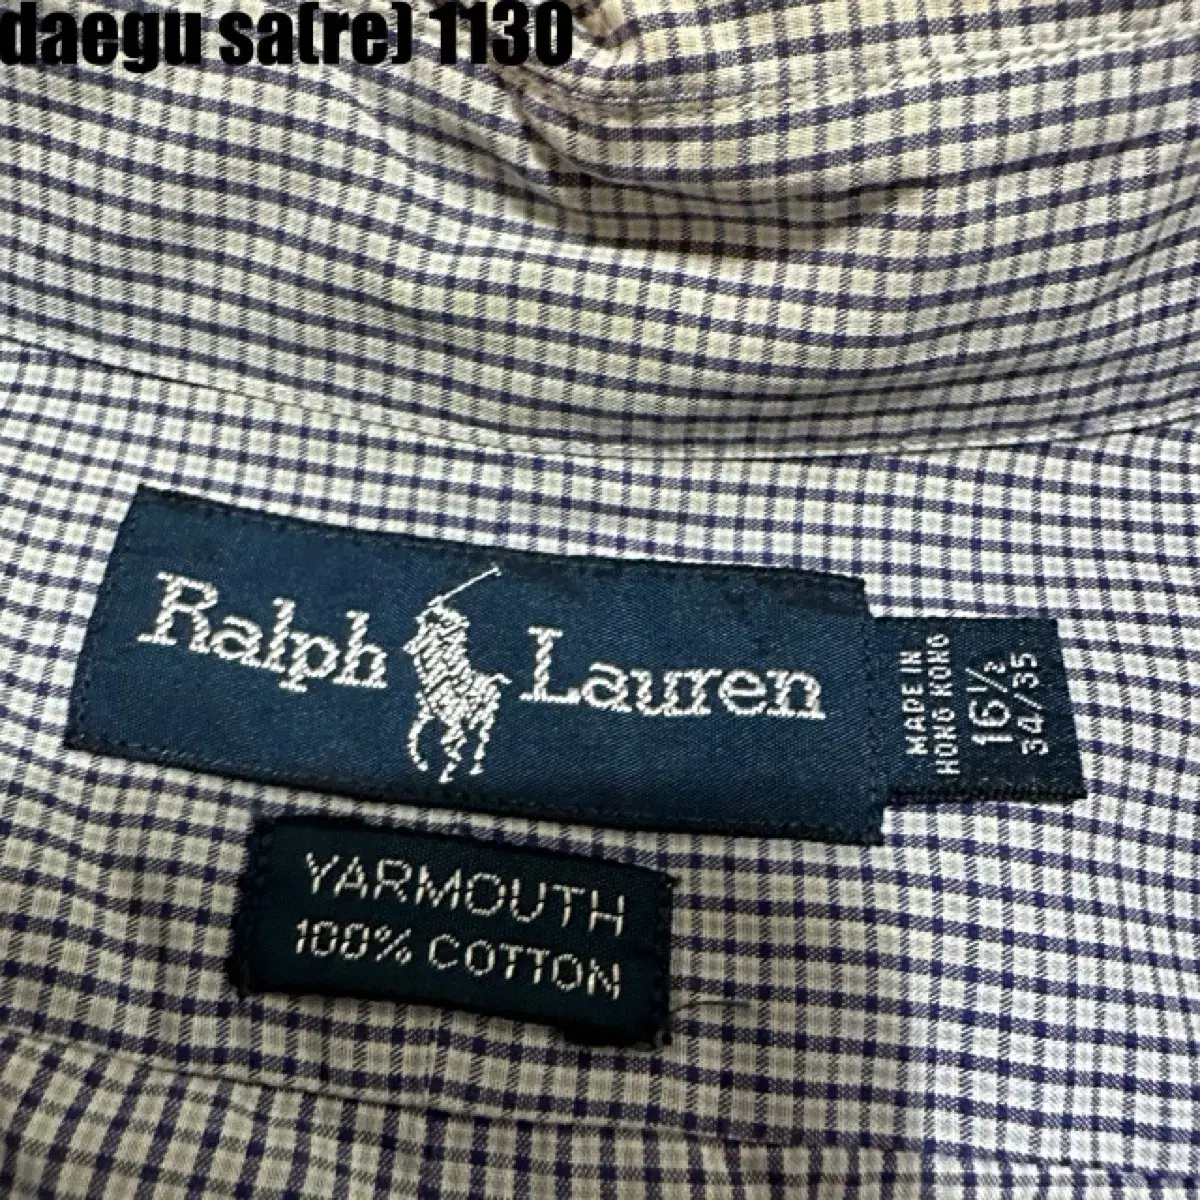 daegu sa(re) 1130
Ralph Lauren
MADE IN
HONG KONG
16½
34/35
YARMOUTH
100% COTTON